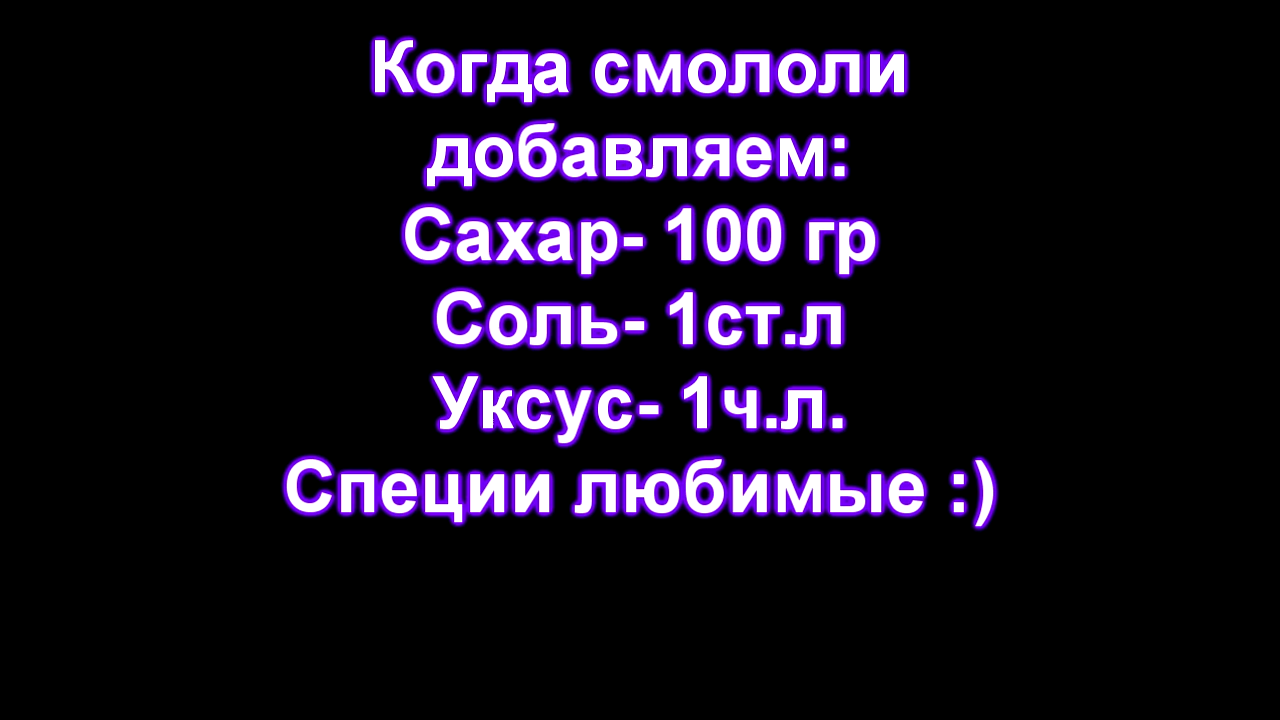 Когда смололи
добавляем:
Сахар- 100 гр
Соль- 1ст.л
Уксус- 1ч.л.
Специи любимые :)